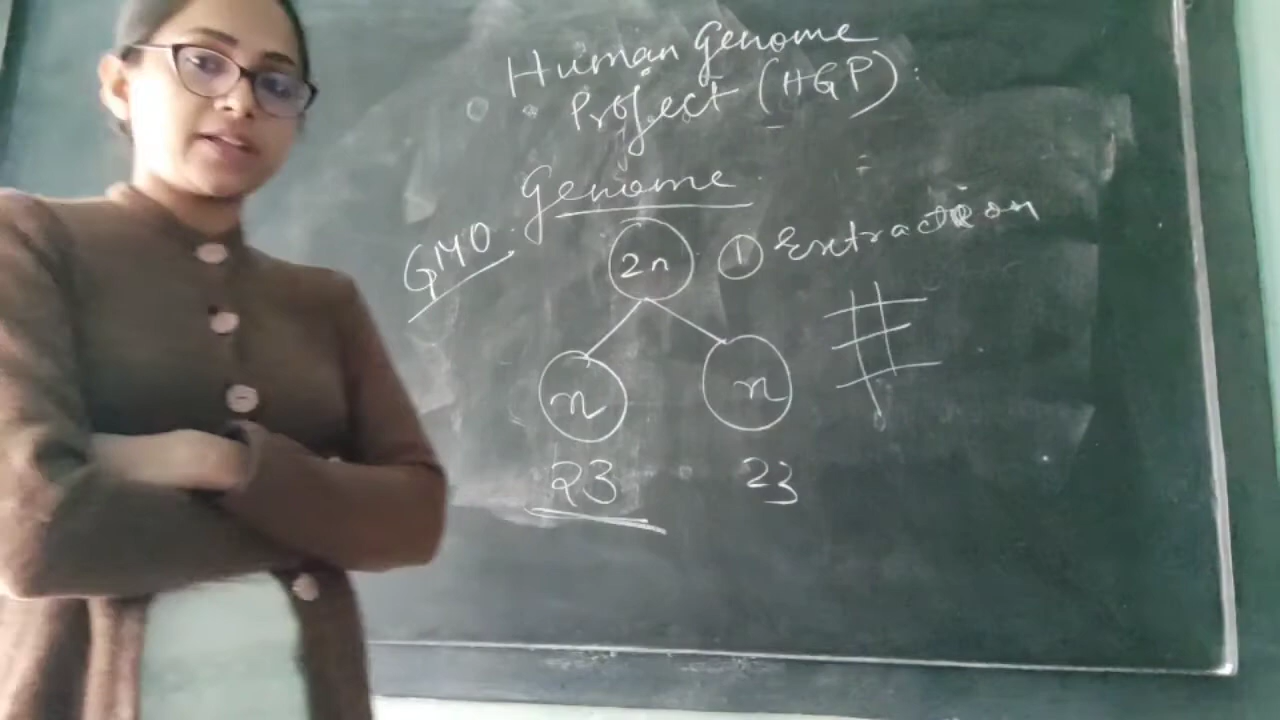 Human Genome
Project (HGP):
Genome
GMO
2n
① Extraction
n
n
23
23